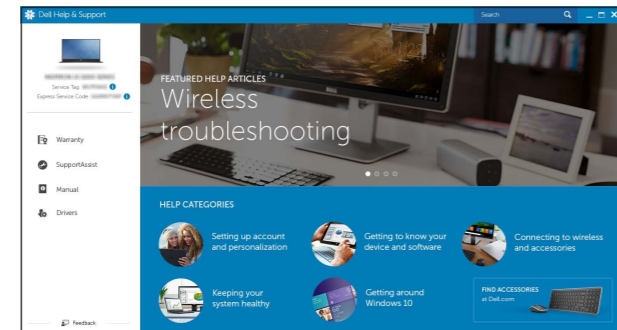 Dell Help & Support
Search
Service Tag:
Express Service Code:
Warranty
SupportAssist
Manual
Drivers
Feedback
FEATURED HELP ARTICLES
Wireless
troubleshooting
HELP CATEGORIES
Setting up account
and personalization
Getting to know your
device and software
Connecting to wireless
and accessories
Keeping your
system healthy
Getting around
Windows 10
FIND ACCESSORIES
at Dell.com